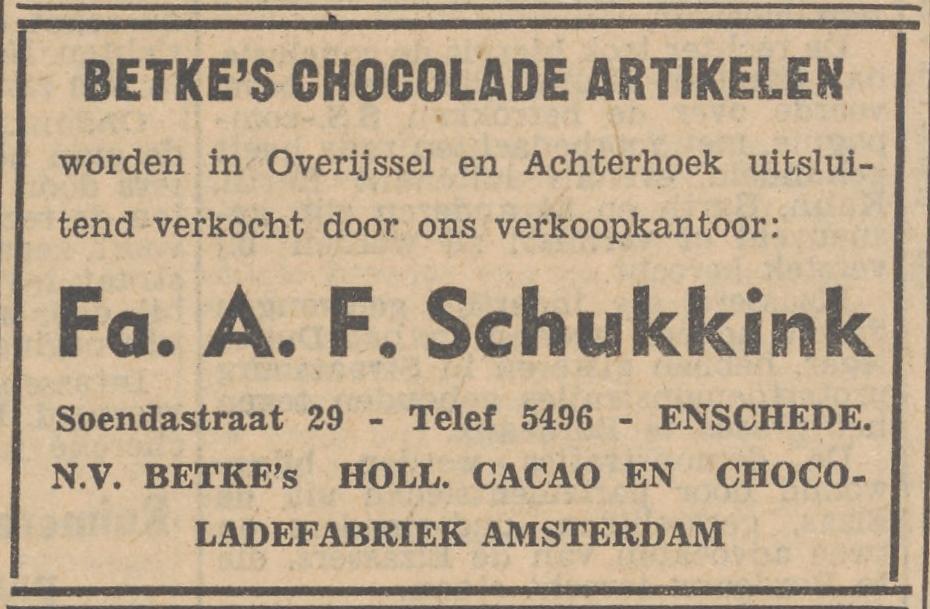 BETKE'S CHOCOLADE ARTIKELEN
worden in Overijssel en Achterhoek uitslui-
tend verkocht door ons verkoopkantoor:
Fa. A. F. Schukkink
Soendastraat 29 - Telef 5496 - ENSCHEDE.
N.V. BETKE's HOLL. CACAO EN CHOCO-
LADEFABRIEK AMSTERDAM